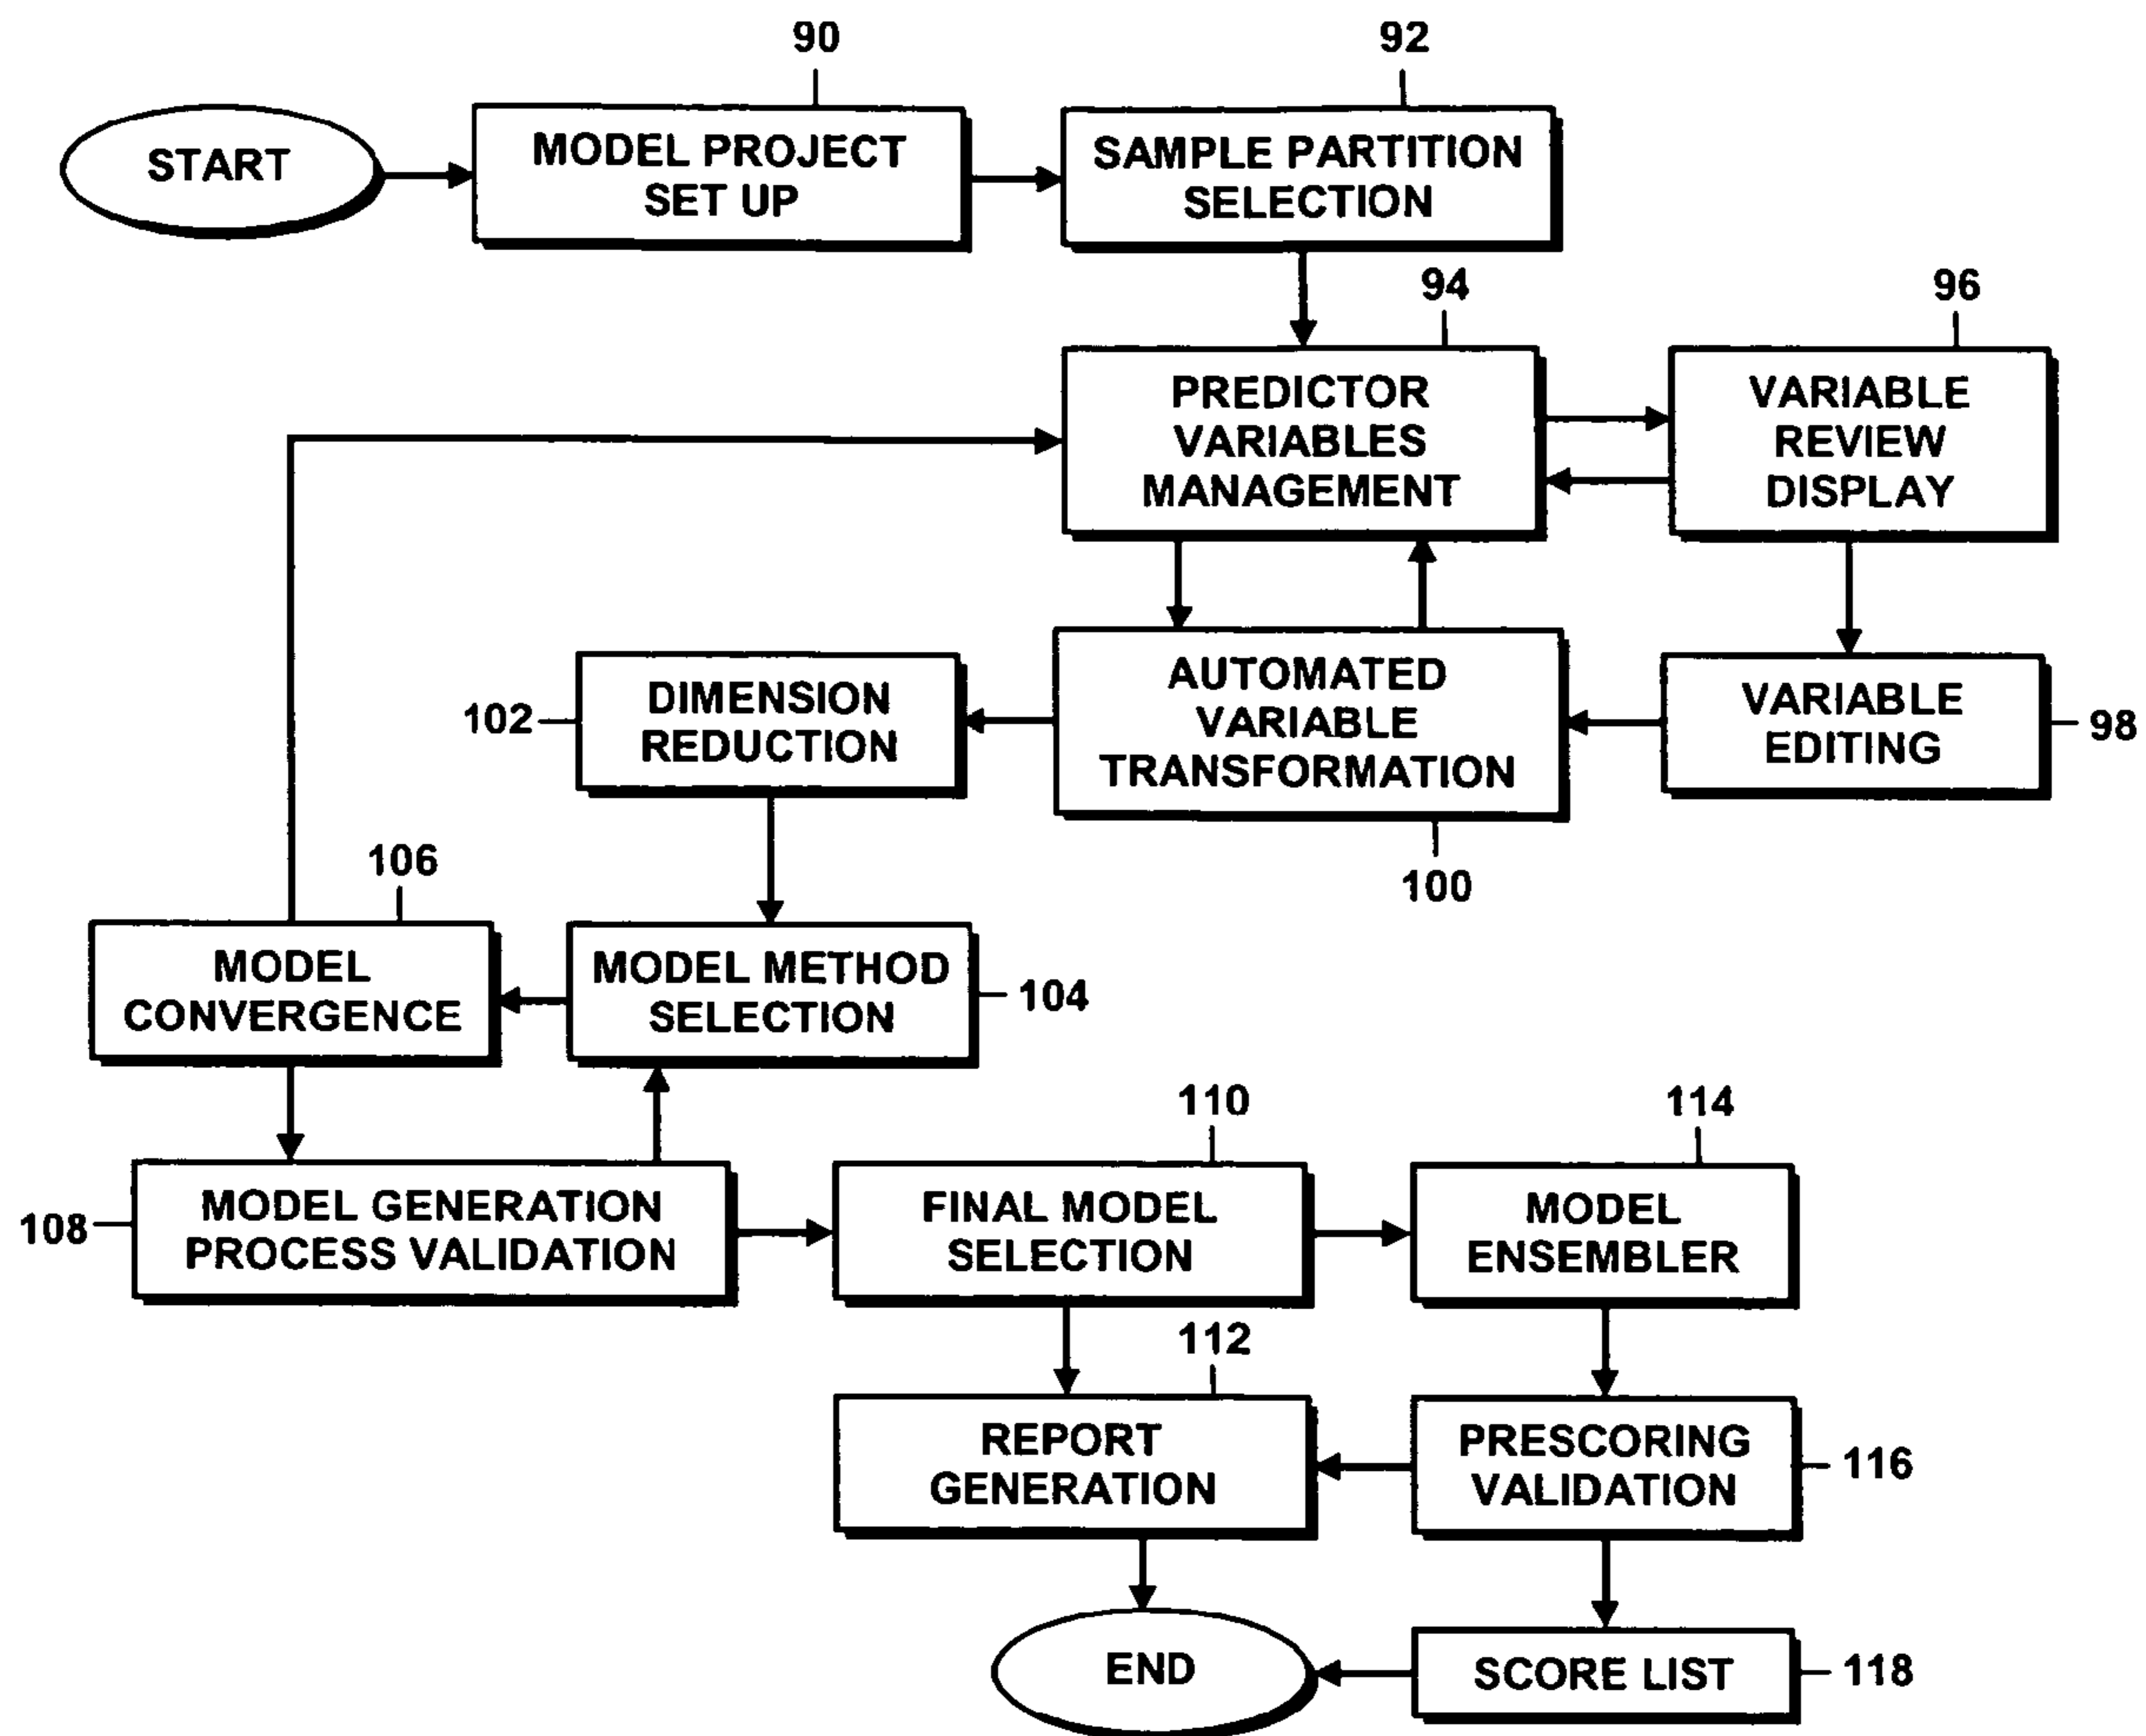 90
92
START
MODEL PROJECT
SET UP
SAMPLE PARTITION
SELECTION
94
96
PREDICTOR
VARIABLES
MANAGEMENT
VARIABLE
REVIEW
DISPLAY
102
DIMENSION
REDUCTION
AUTOMATED
VARIABLE
TRANSFORMATION
VARIABLE
EDITING
98
106
100
MODEL
CONVERGENCE
MODEL METHOD
SELECTION
104
110
114
108
MODEL GENERATION
PROCESS VALIDATION
FINAL MODEL
SELECTION
MODEL
ENSEMBLER
112
REPORT
GENERATION
PRESCORING
VALIDATION
116
END
SCORE LIST
118